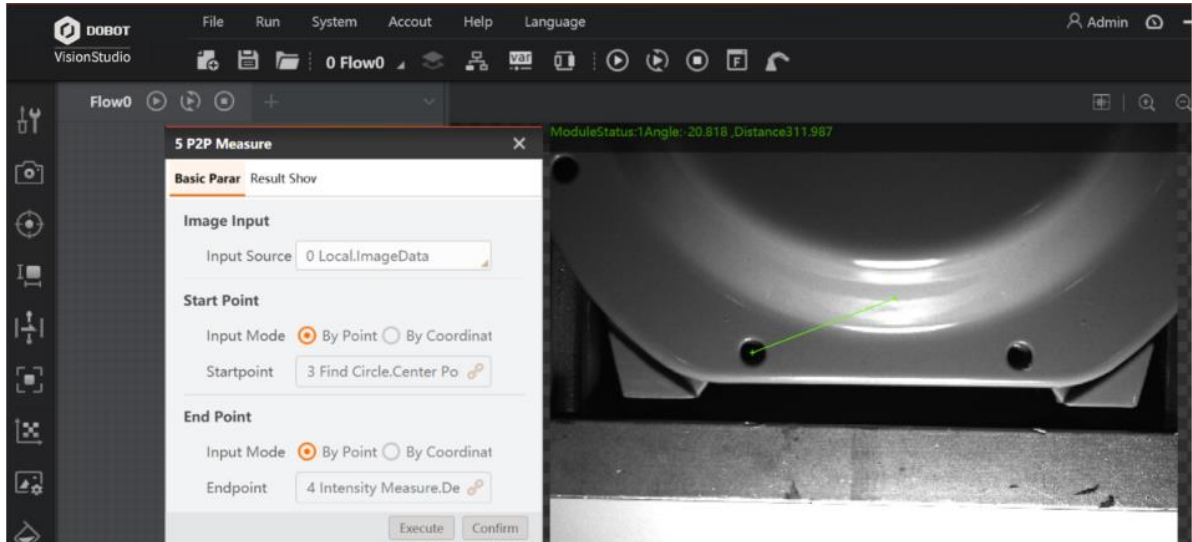 DOBOT
VisionStudio
File Run System Accout Help Language
Admin
0 Flow0
var
F
Flow0
5 P2P Measure
Basic Parar Result Shov
Image Input
Input Source 0 Local.ImageData
Start Point
Input Mode By Point By Coordinat
Startpoint 3 Find Circle.Center Po
End Point
Input Mode By Point By Coordinat
Endpoint 4 Intensity Measure.De
Execute Confirm
ModuleStatus:1Angle:-20.818 ,Distance311.987